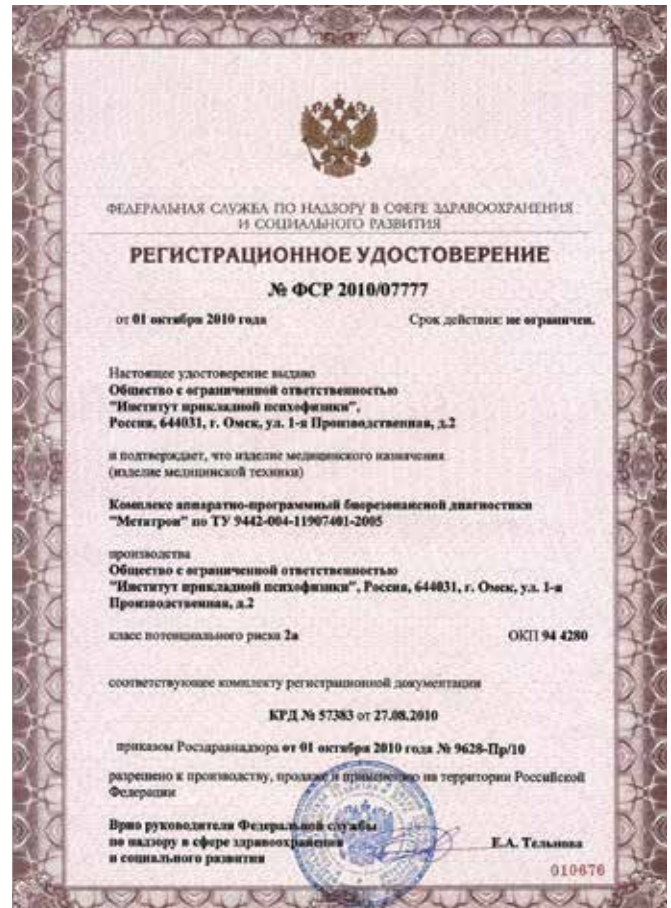 ФЕДЕРАЛЬНАЯ СЛУЖБА ПО НАДЗОРУ В СФЕРЕ ЗДРАВООХРАНЕНИЯ
И СОЦИАЛЬНОГО РАЗВИТИЯ
РЕГИСТРАЦИОННОЕ УДОСТОВЕРЕНИЕ
№ ФСР 2010/07777
от 01 октября 2010 года Срок действия: не ограничен.
Настоящее удостоверение выдано
Общество с ограниченной ответственностью
"Институт прикладной психофизики",
Россия, 644031, г. Омск, ул. 1-я Производственная, д.2
и подтверждает, что изделие медицинского назначения
(изделие медицинской техники)
Комплекс аппаратно-программный биорезонансной диагностики
"Метатрон" по ТУ 9442-004-11907401-2005
производства
Общество с ограниченной ответственностью
"Институт прикладной психофизики", Россия, 644031, г. Омск, ул. 1-я
Производственная, д.2
класс потенциального риска 2а ОКП 94 4280
соответствующее комплекту регистрационной документации
КРД № 57383 от 27.08.2010
приказом Росздравнадзора от 01 октября 2010 года № 9628-Пр/10
разрешено к производству, продаже и применению на территории Российской
Федерации
Врио руководителя Федеральной службы
по надзору в сфере здравоохранения
и социального развития Е.А. Тельнова
010676